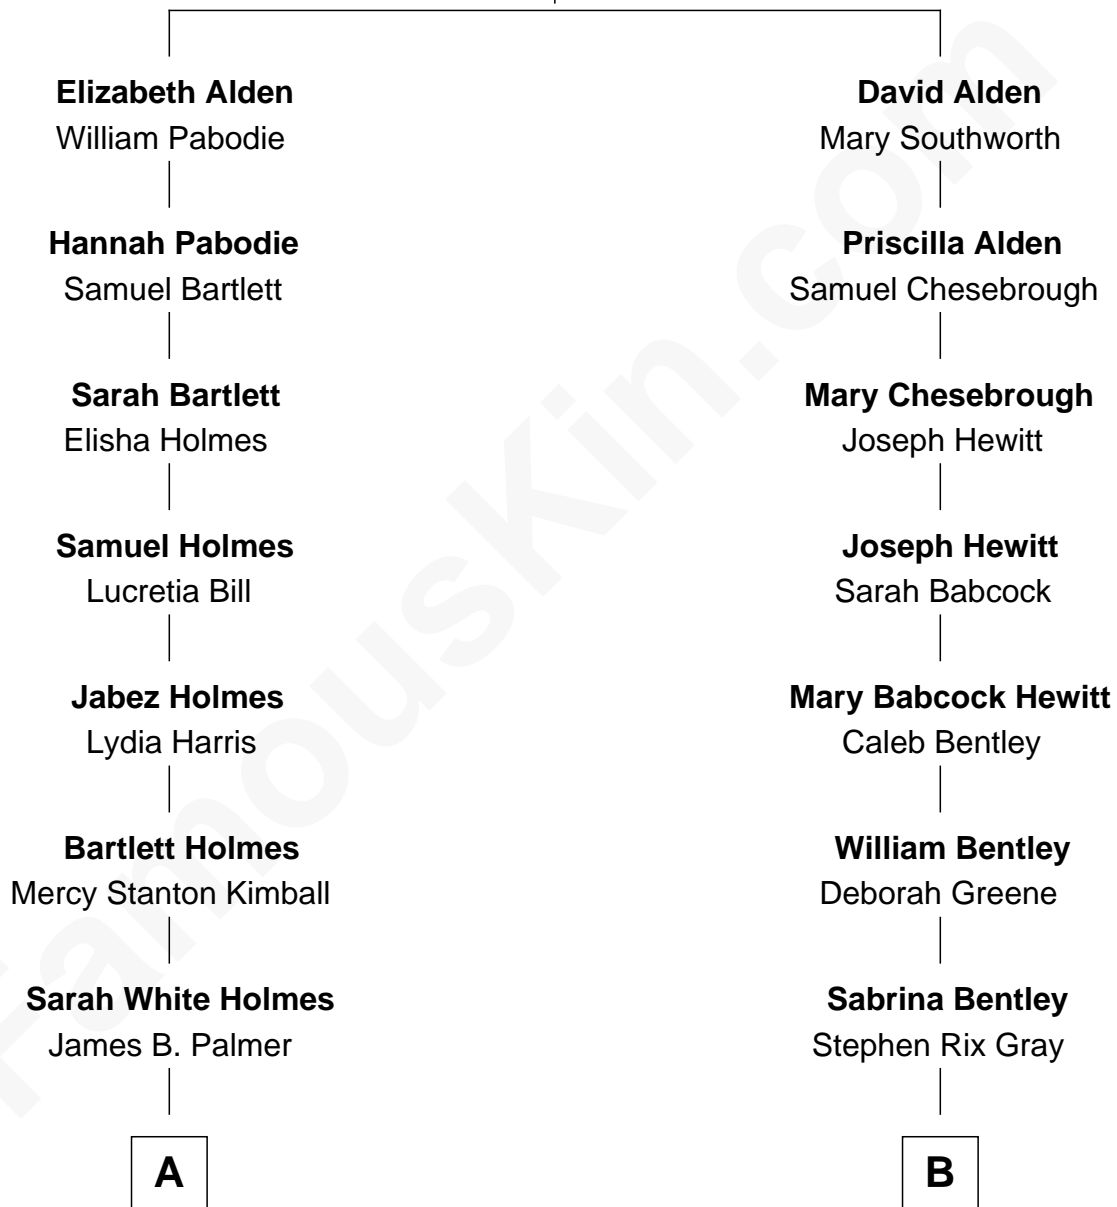 Elizabeth Alden
William Pabodie
Hannah Pabodie
Samuel Bartlett
Sarah Bartlett
Elisha Holmes
Samuel Holmes
Lucretia Bill
Jabez Holmes
Lydia Harris
Bartlett Holmes
Mercy Stanton Kimball
Sarah White Holmes
James B. Palmer
A
David Alden
Mary Southworth
Priscilla Alden
Samuel Chesebrough
Mary Chesebrough
Joseph Hewitt
Joseph Hewitt
Sarah Babcock
Mary Babcock Hewitt
Caleb Bentley
William Bentley
Deborah Greene
Sabrina Bentley
Stephen Rix Gray
B
FamousKin.com